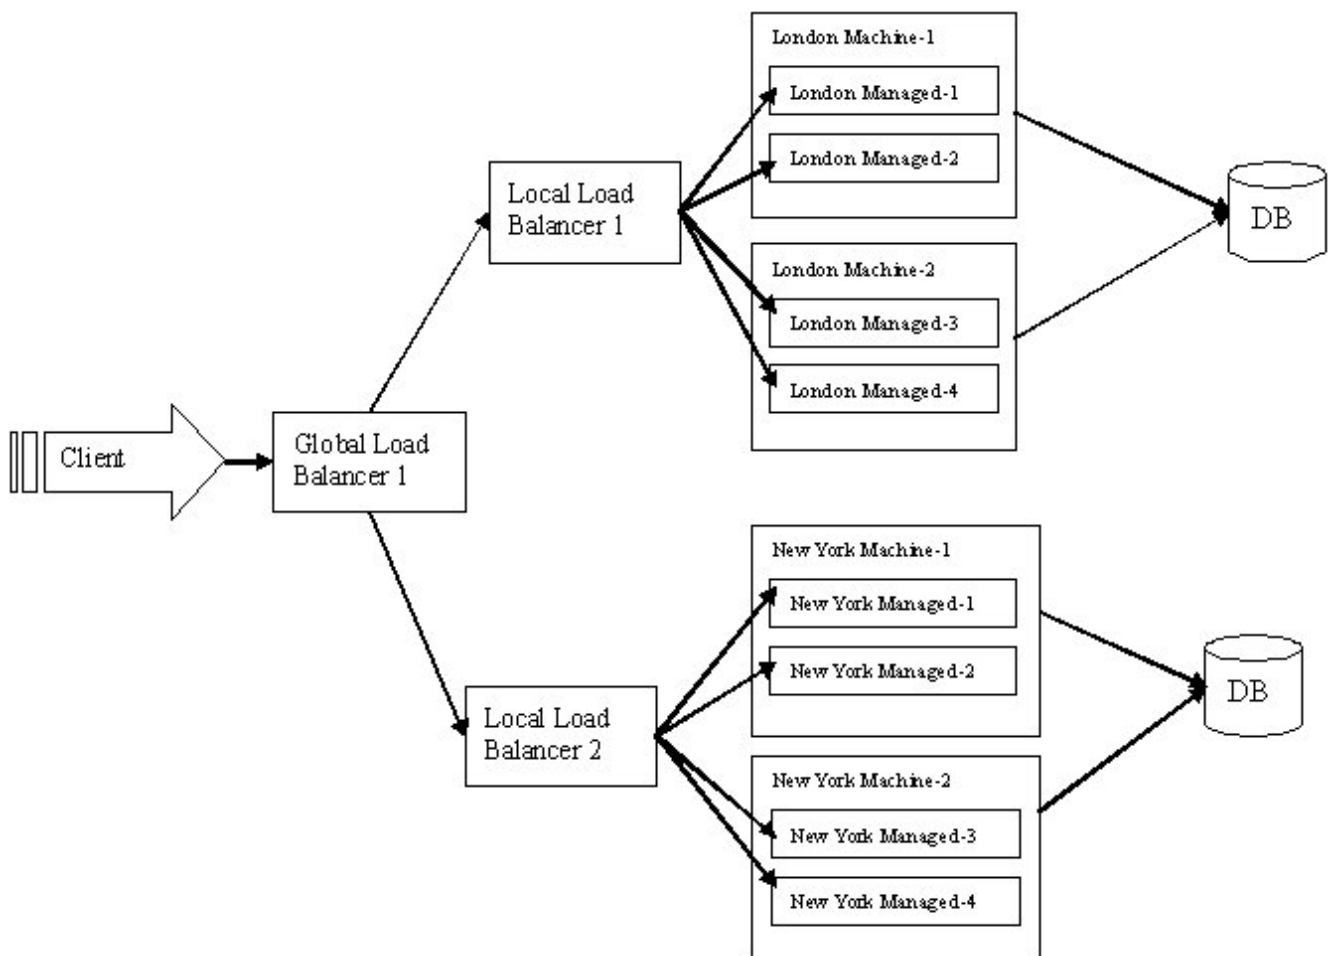 London Machine-1
London Managed-1
London Managed-2
Local Load
Balancer 1
DB
London Machine-2
London Managed-3
London Managed-4
Client
Global Load
Balancer 1
New York Machine-1
New York Managed-1
New York Managed-2
Local Load
Balancer 2
DB
New York Machine-2
New York Managed-3
New York Managed-4